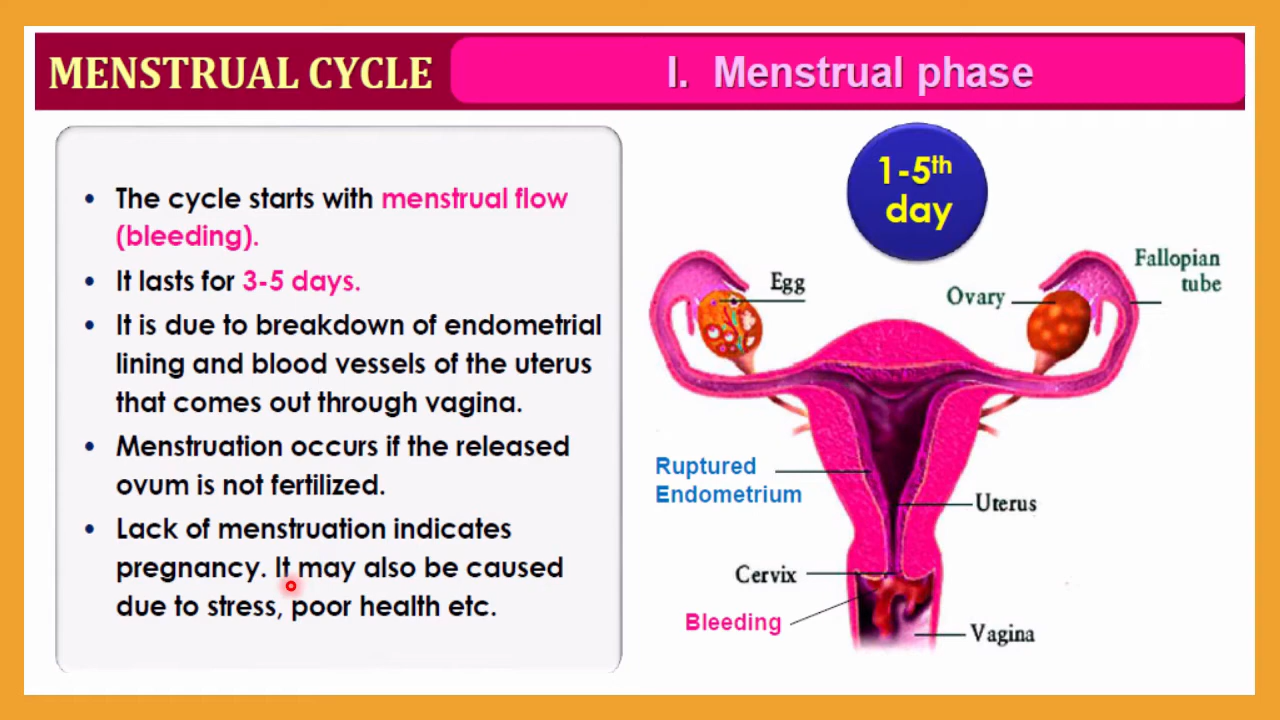 MENSTRUAL CYCLE
I. Menstrual phase
• The cycle starts with menstrual flow
(bleeding).
• It lasts for 3-5 days.
• It is due to breakdown of endometrial
lining and blood vessels of the uterus
that comes out through vagina.
• Menstruation occurs if the released
ovum is not fertilized.
• Lack of menstruation indicates
pregnancy. It may also be caused
due to stress, poor health etc.
1-5th
day
Egg
Ovary
Fallopian
tube
Ruptured
Endometrium
Uterus
Cervix
Bleeding
Vagina